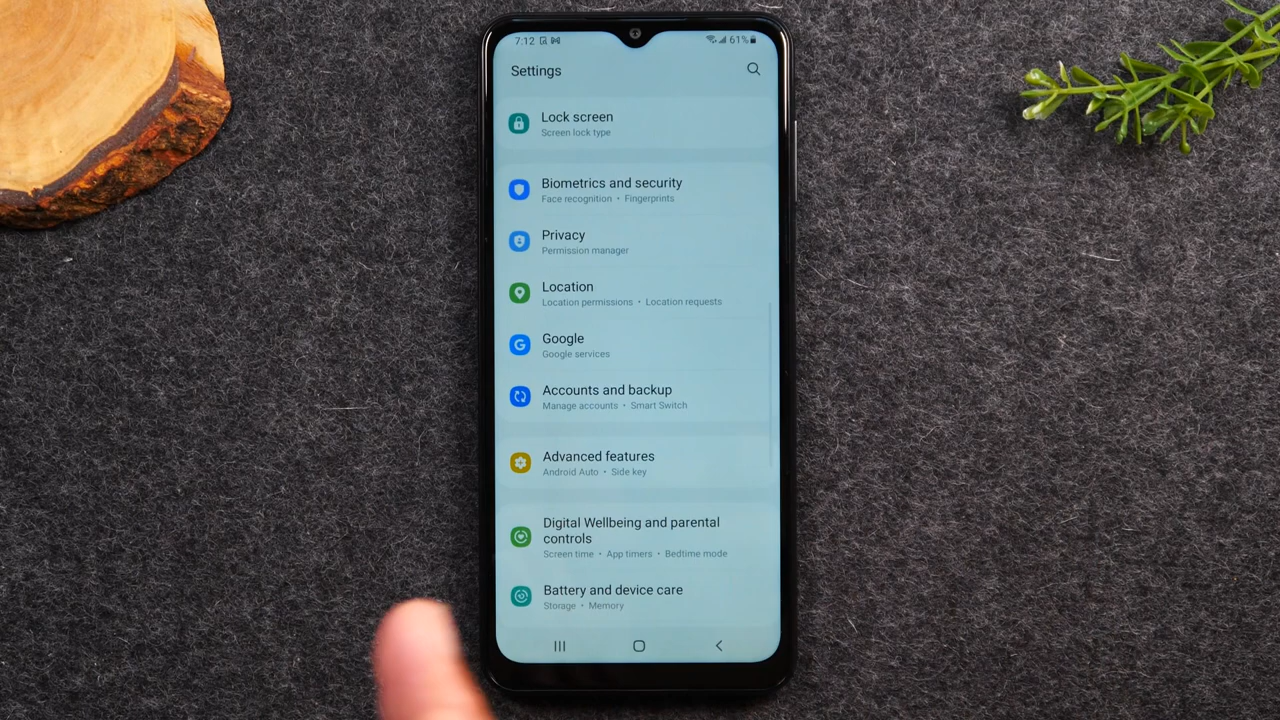 7:12
61%
Settings
Lock screen
Screen lock type
Biometrics and security
Face recognition • Fingerprints
Privacy
Permission manager
Location
Location permissions • Location requests
G
Google
Google services
Accounts and backup
Manage accounts • Smart Switch
Advanced features
Android Auto • Side key
Digital Wellbeing and parental
controls
Screen time • App timers • Bedtime mode
Battery and device care
Storage • Memory